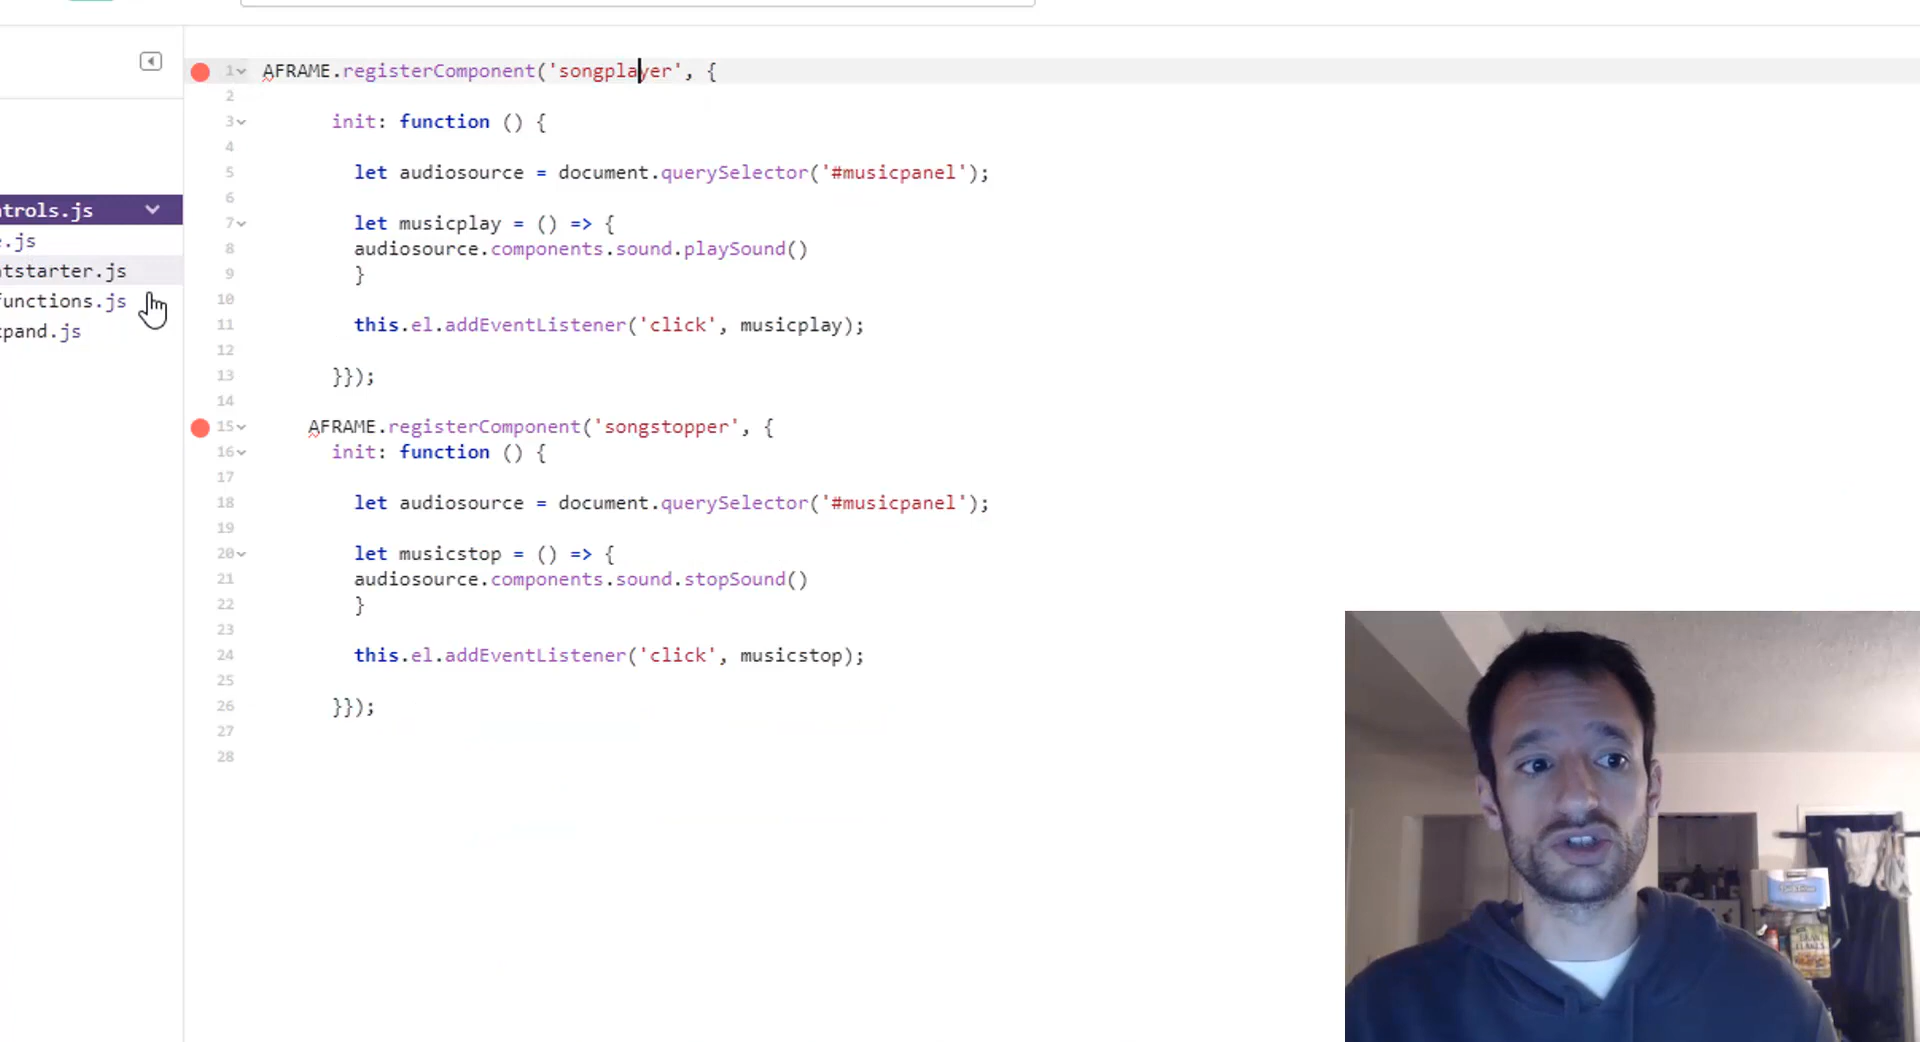 1 AFRAME.registerComponent('songplayer', {
2
3 init: function () {
4
5 let audiosource = document.querySelector('#musicpanel');
6
7 let musicplay = () => {
8 audiosource.components.sound.playSound()
9 }
10
11 this.el.addEventListener('click', musicplay);
12
13 }});
14
15 AFRAME.registerComponent('songstopper', {
16 init: function () {
17
18 let audiosource = document.querySelector('#musicpanel');
19
20 let musicstop = () => {
21 audiosource.components.sound.stopSound()
22 }
23
24 this.el.addEventListener('click', musicstop);
25
26 }});
27
28
trols.js
.js
tstarter.js
functions.js
pand.js